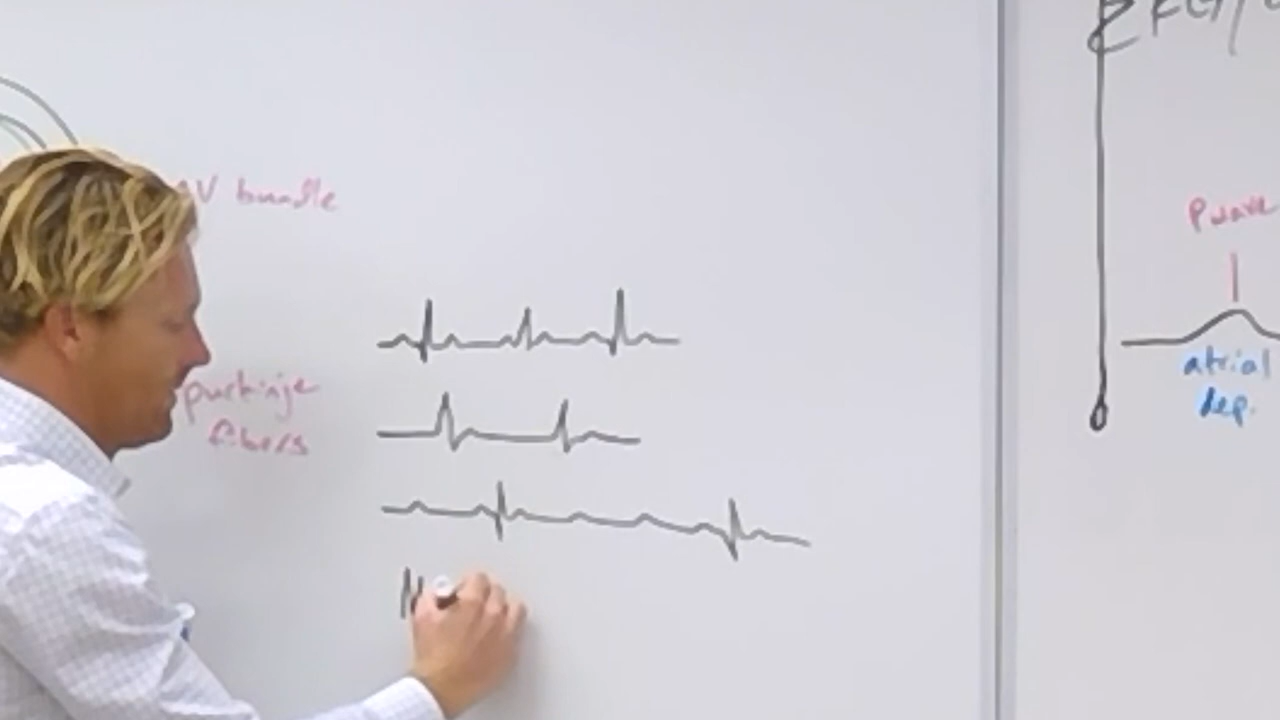 AV bundle
purkinje
fibers
P wave
atrial
dep.